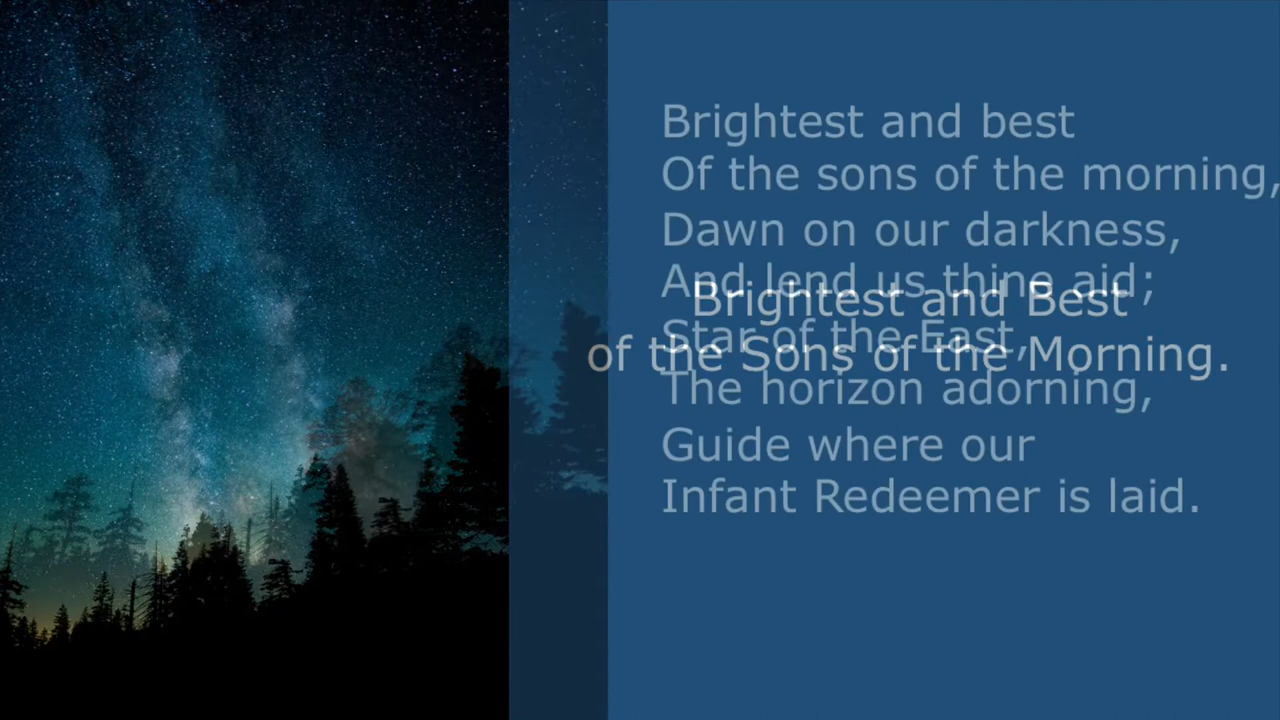 Brightest and best
Of the sons of the morning,
Dawn on our darkness,
And lend us thine aid;
Brightest and Best
Star of the East,
of the Sons of the Morning.
The horizon adorning,
Guide where our
Infant Redeemer is laid.